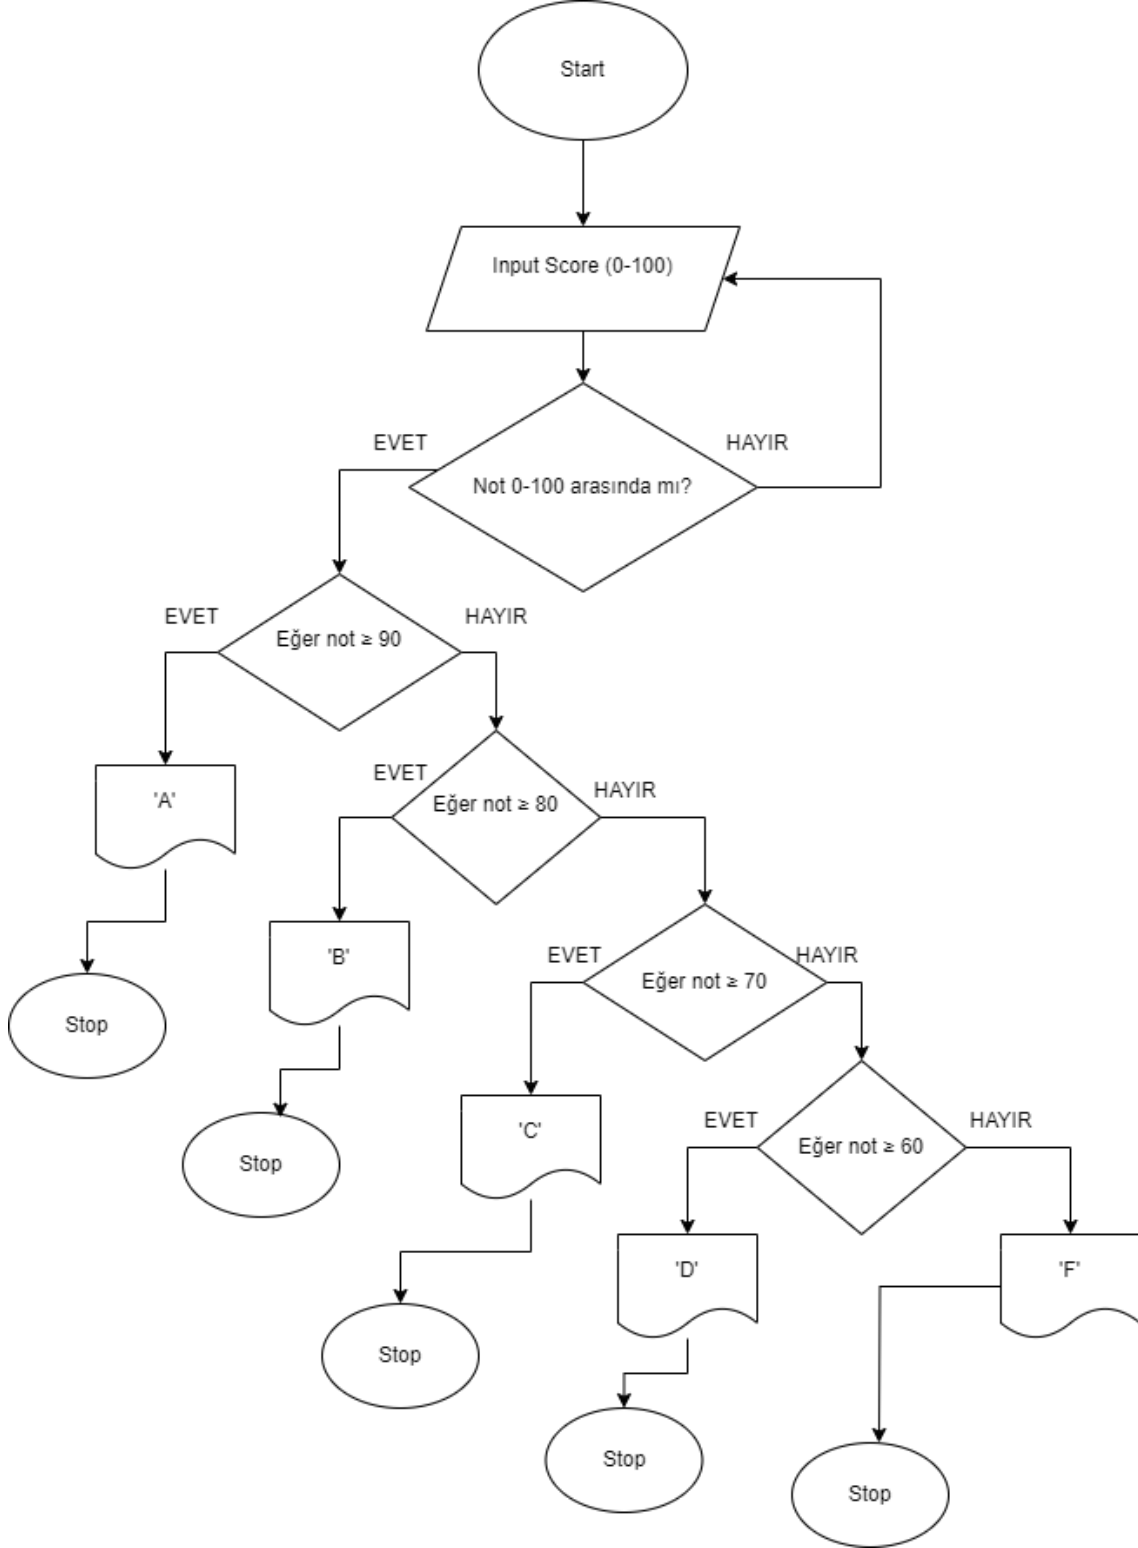 Start
Input Score (0-100)
EVET
HAYIR
Not 0-100 arasında mı?
EVET
HAYIR
Eğer not ≥ 90
EVET
HAYIR
Eğer not ≥ 80
'A'
EVET
HAYIR
Eğer not ≥ 70
'B'
Stop
EVET
HAYIR
Eğer not ≥ 60
'C'
Stop
'D'
'F'
Stop
Stop
Stop